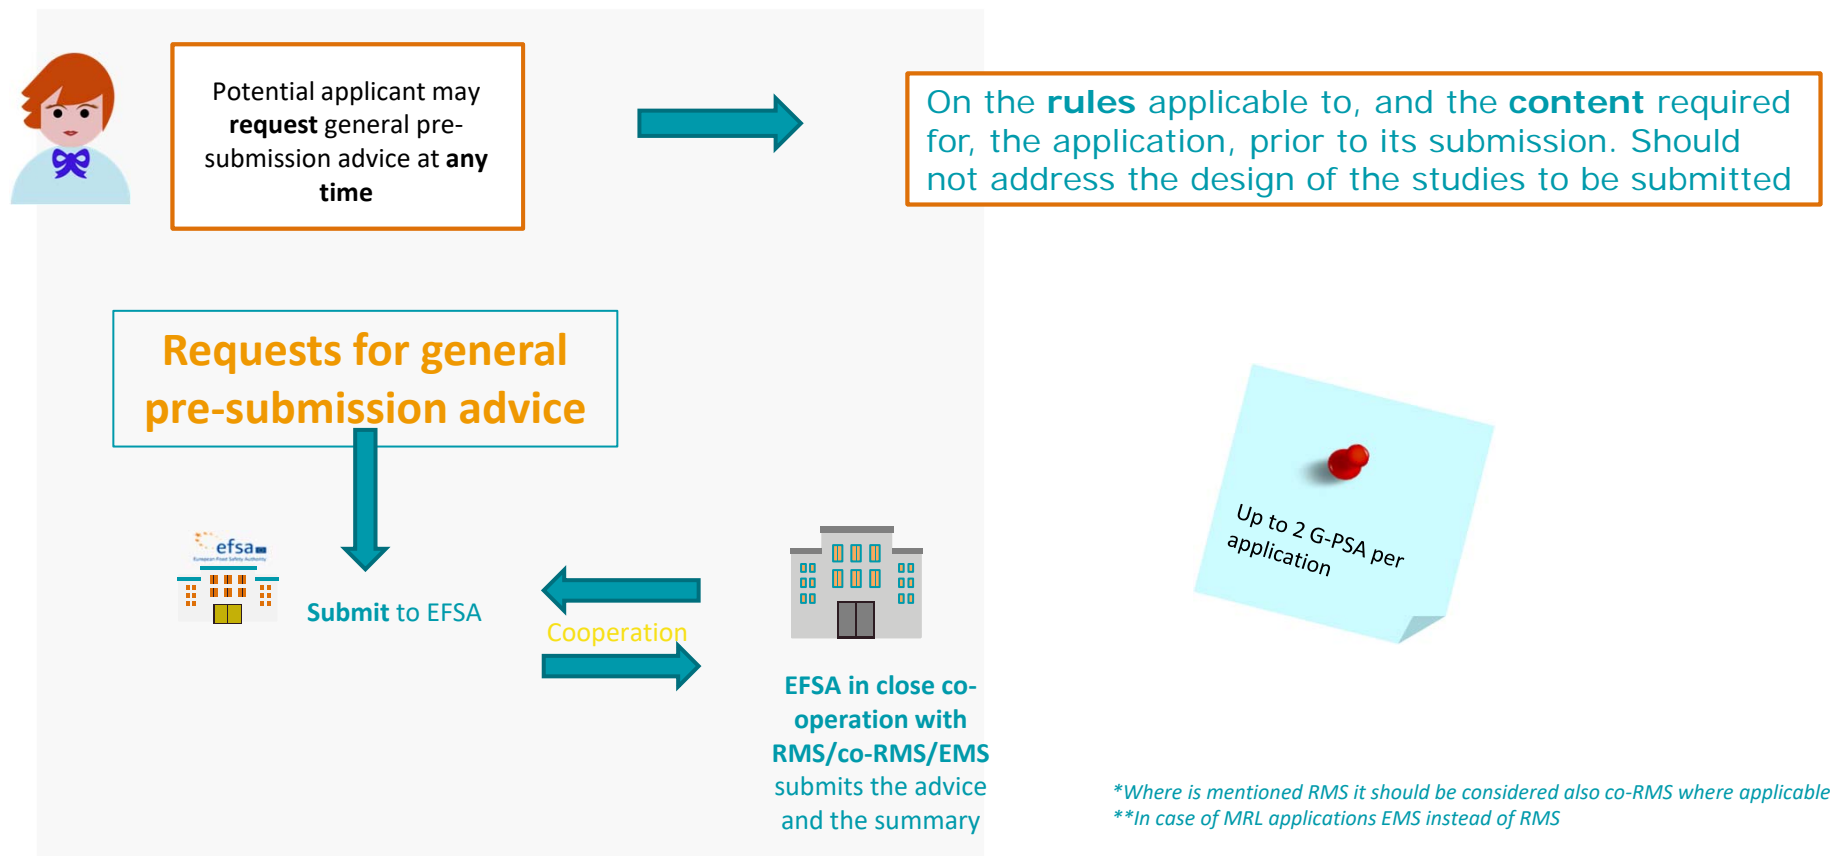 Potential applicant may
request general pre-
submission advice at any
time
On the rules applicable to, and the content required
for, the application, prior to its submission. Should
not address the design of the studies to be submitted
Requests for general
pre-submission advice
efsa
European Food Safety Authority
Submit to EFSA
Cooperation
EFSA in close co-
operation with
RMS/co-RMS/EMS
submits the advice
and the summary
Up to 2 G-PSA per
application
*Where is mentioned RMS it should be considered also co-RMS where applicable
**In case of MRL applications EMS instead of RMS